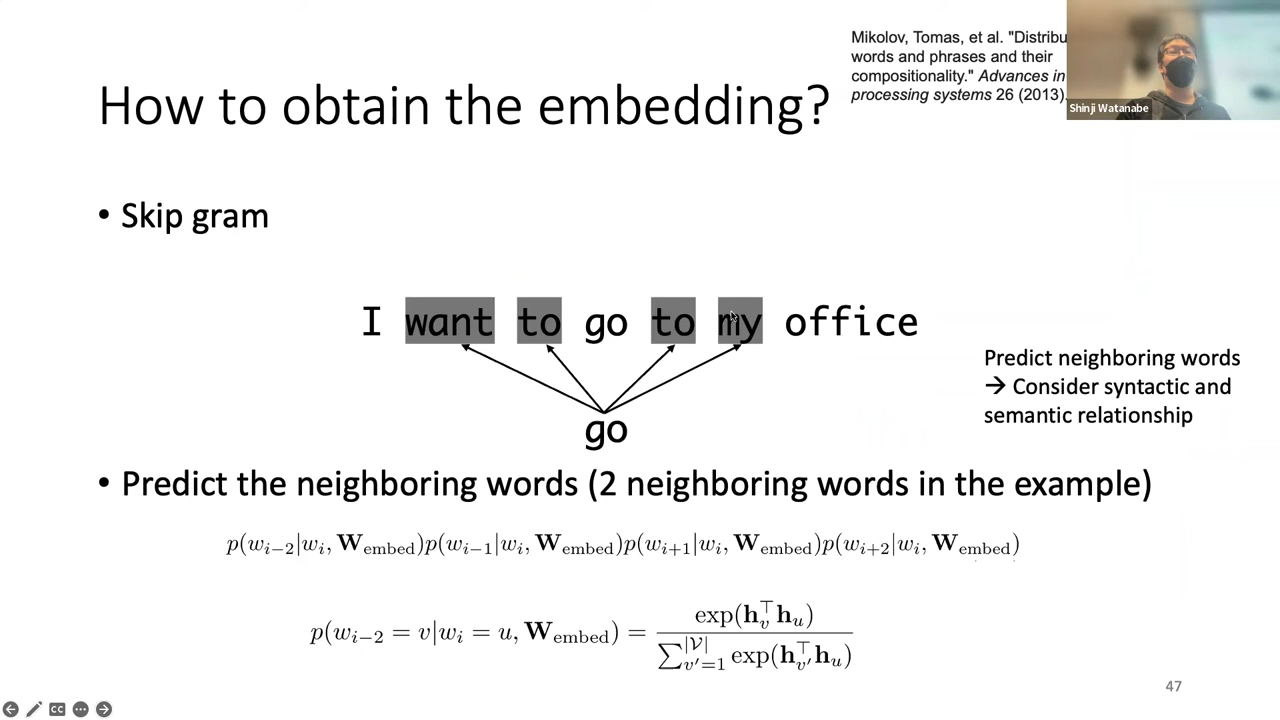 Mikolov, Tomas, et al. "Distribu
words and phrases and their
compositionality." Advances in
processing systems 26 (2013)
Shinji Watanabe
How to obtain the embedding?
• Skip gram
I want to go to my office
Predict neighboring words
→ Consider syntactic and
semantic relationship
go
• Predict the neighboring words (2 neighboring words in the example)
p(w_{i−2}|w_i, W_embed)p(w_{i−1}|w_i, W_embed)p(w_{i+1}|w_i, W_embed)p(w_{i+2}|w_i, W_embed)
p(w_{i−2} = v|w_i = u, W_embed) = exp(h_v^⊤ h_u) / ∑_{v′=1}^{|𝒱|} exp(h_{v′}^⊤ h_u)
47
CC